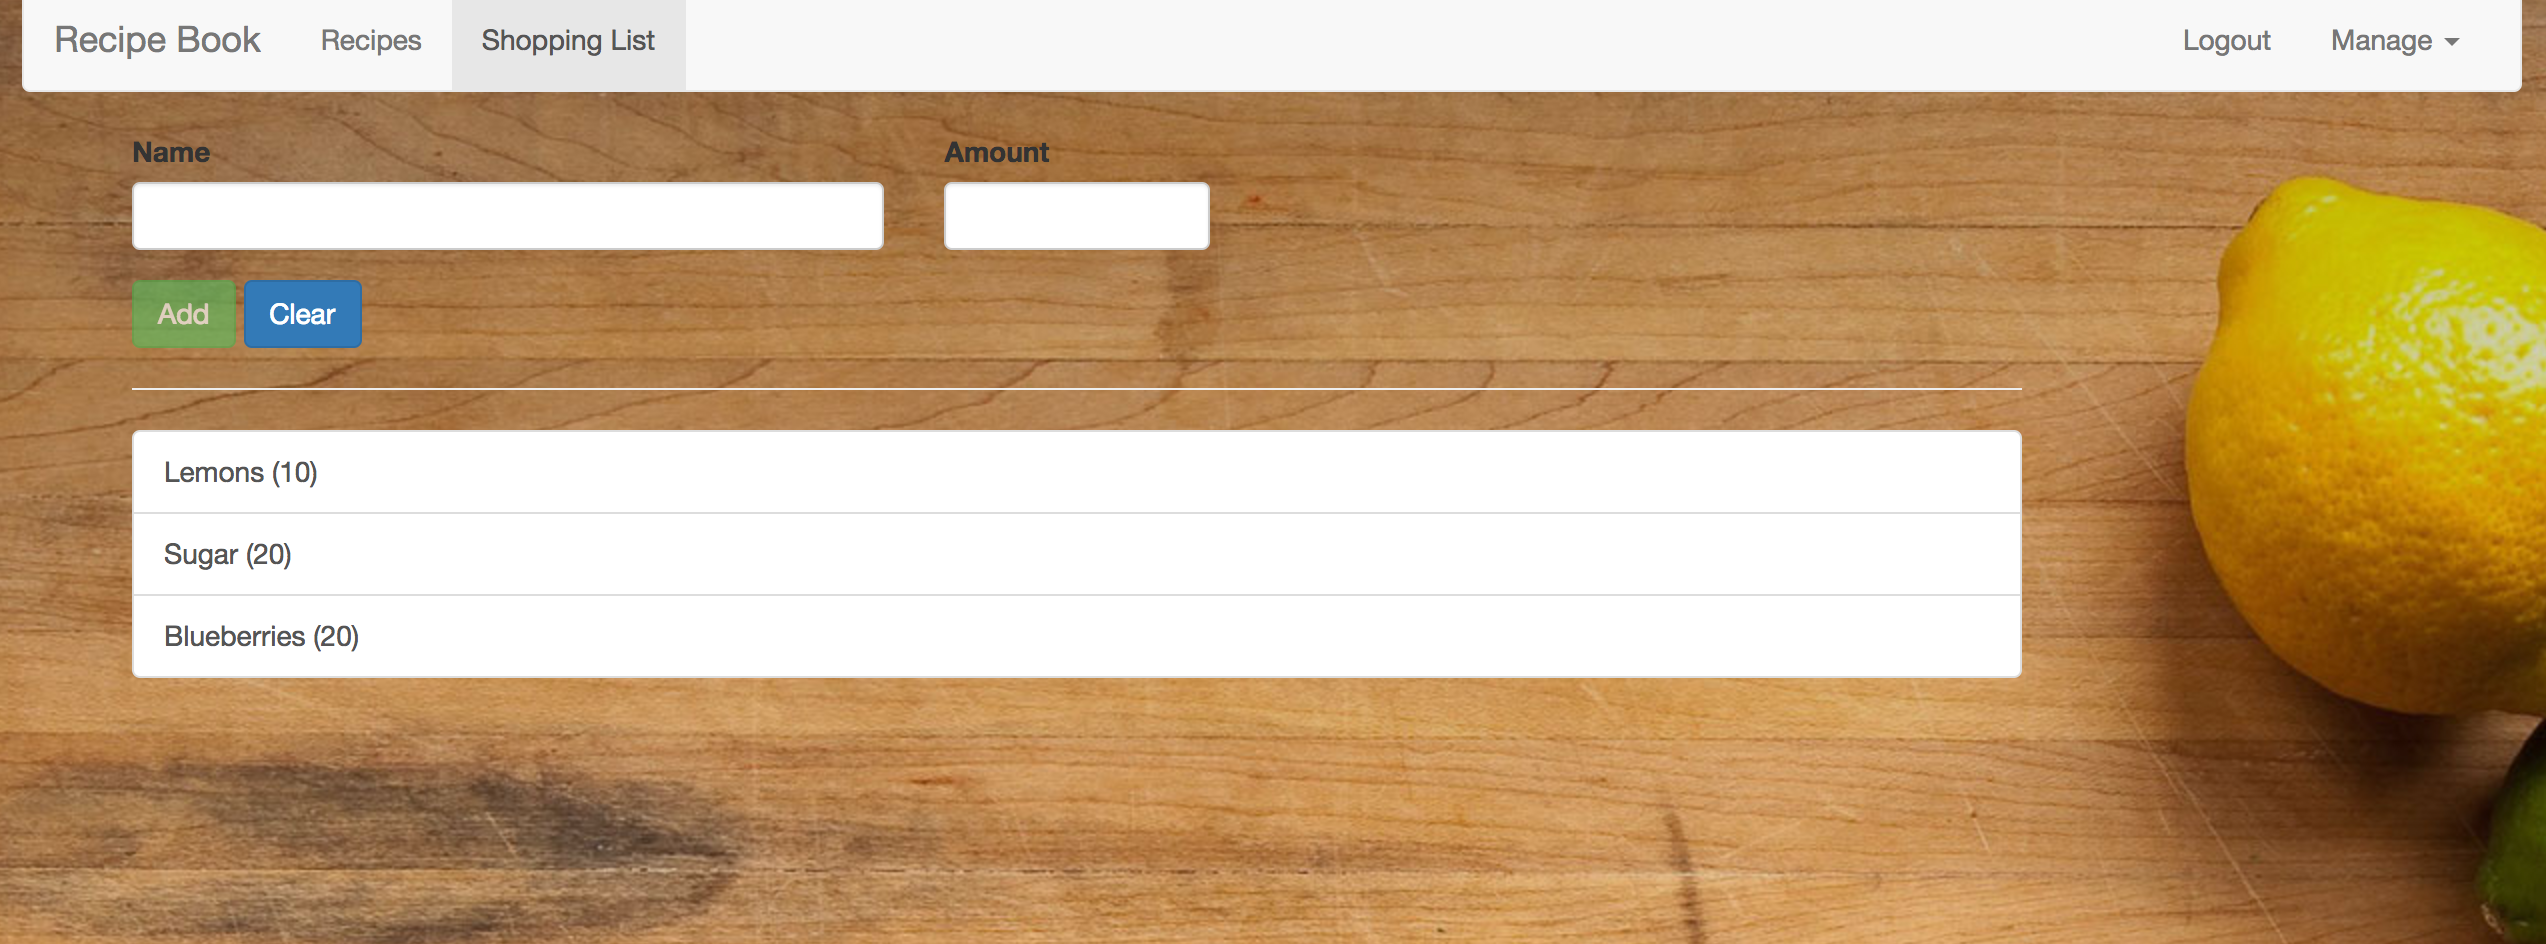 Recipe Book Recipes Shopping List Logout Manage
Name Amount
Add Clear
Lemons (10)
Sugar (20)
Blueberries (20)